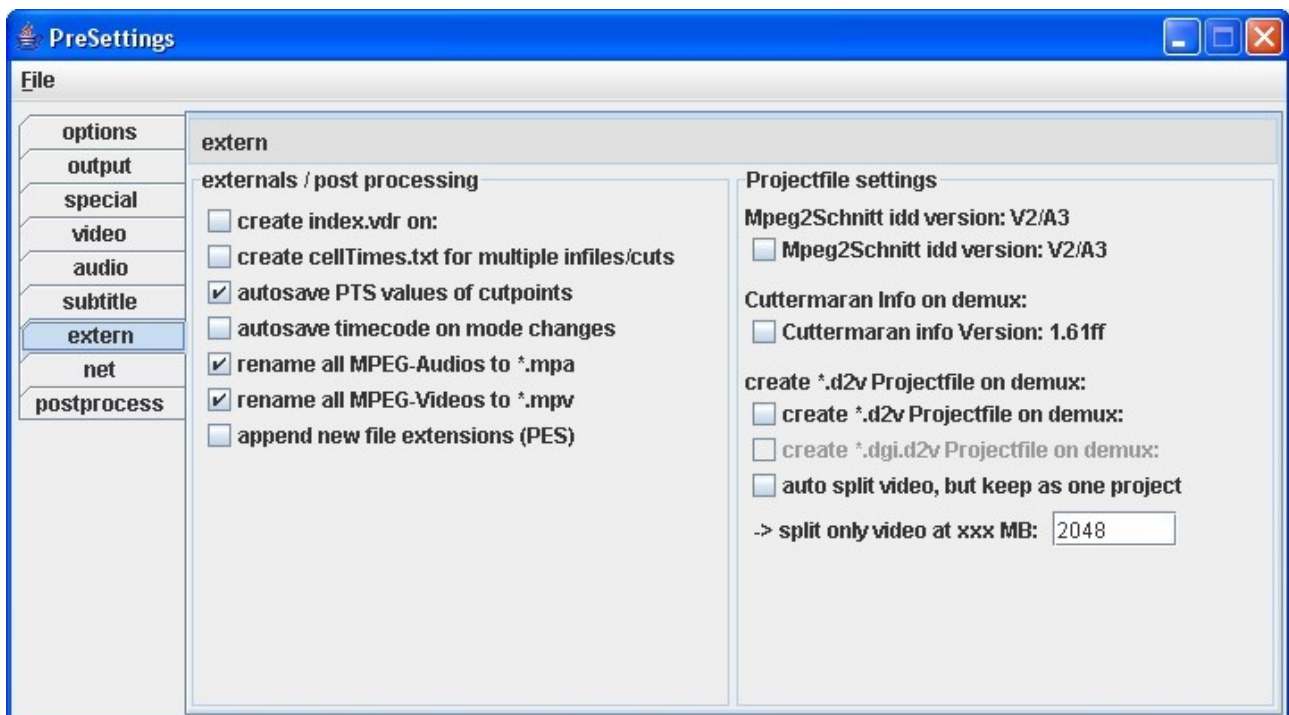 PreSettings
File
options
output
special
video
audio
subtitle
extern
net
postprocess
extern
externals / post processing
create index.vdr on:
create cellTimes.txt for multiple infiles/cuts
autosave PTS values of cutpoints
autosave timecode on mode changes
rename all MPEG-Audios to *.mpa
rename all MPEG-Videos to *.mpv
append new file extensions (PES)
Projectfile settings
Mpeg2Schnitt idd version: V2/A3
Mpeg2Schnitt idd version: V2/A3
Cuttermaran Info on demux:
Cuttermaran info Version: 1.61ff
create *.d2v Projectfile on demux:
create *.d2v Projectfile on demux:
create *.dgi.d2v Projectfile on demux:
auto split video, but keep as one project
-> split only video at xxx MB: 2048